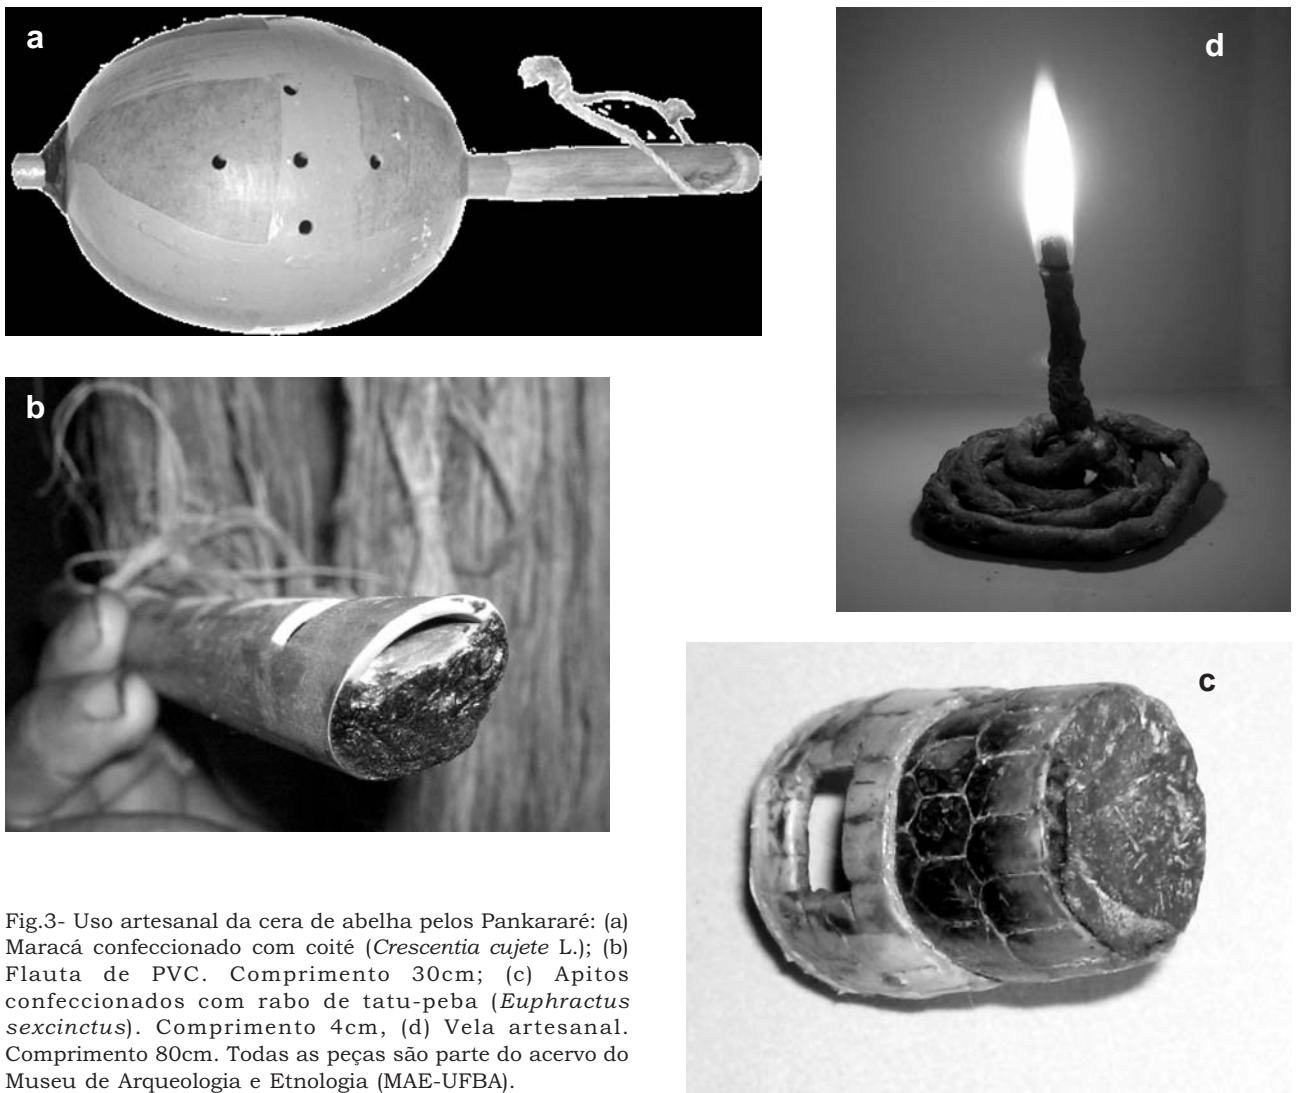 a
d
b
c
Fig.3- Uso artesanal da cera de abelha pelos Pankararé: (a)
Maracá confeccionado com coité (Crescentia cujete L.); (b)
Flauta de PVC. Comprimento 30cm; (c) Apitos
confeccionados com rabo de tatu-peba (Euphractus
sexcinctus). Comprimento 4cm, (d) Vela artesanal.
Comprimento 80cm. Todas as peças são parte do acervo do
Museu de Arqueologia e Etnologia (MAE-UFBA).